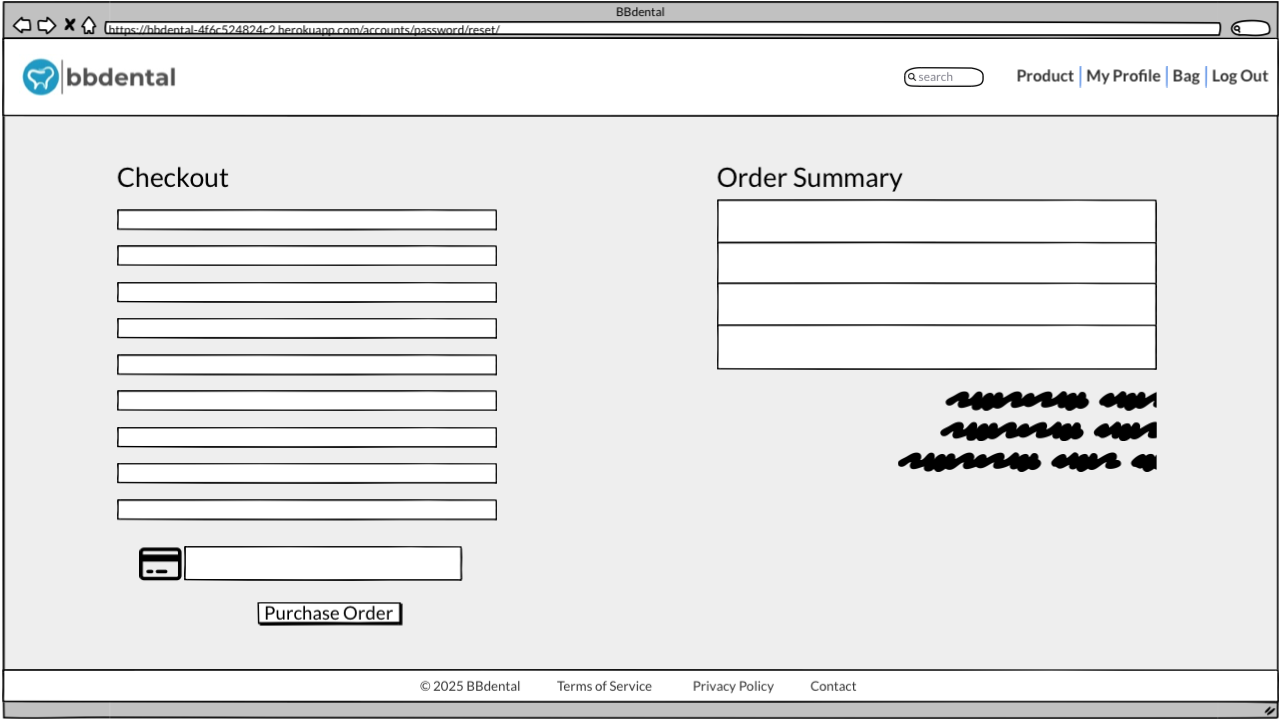 BBdental
https://bbdental-4f6c524824c2.herokuapp.com/accounts/password/reset/
bbdental
search
Product My Profile Bag Log Out
Checkout
Order Summary
Purchase Order
© 2025 BBdental Terms of Service Privacy Policy Contact